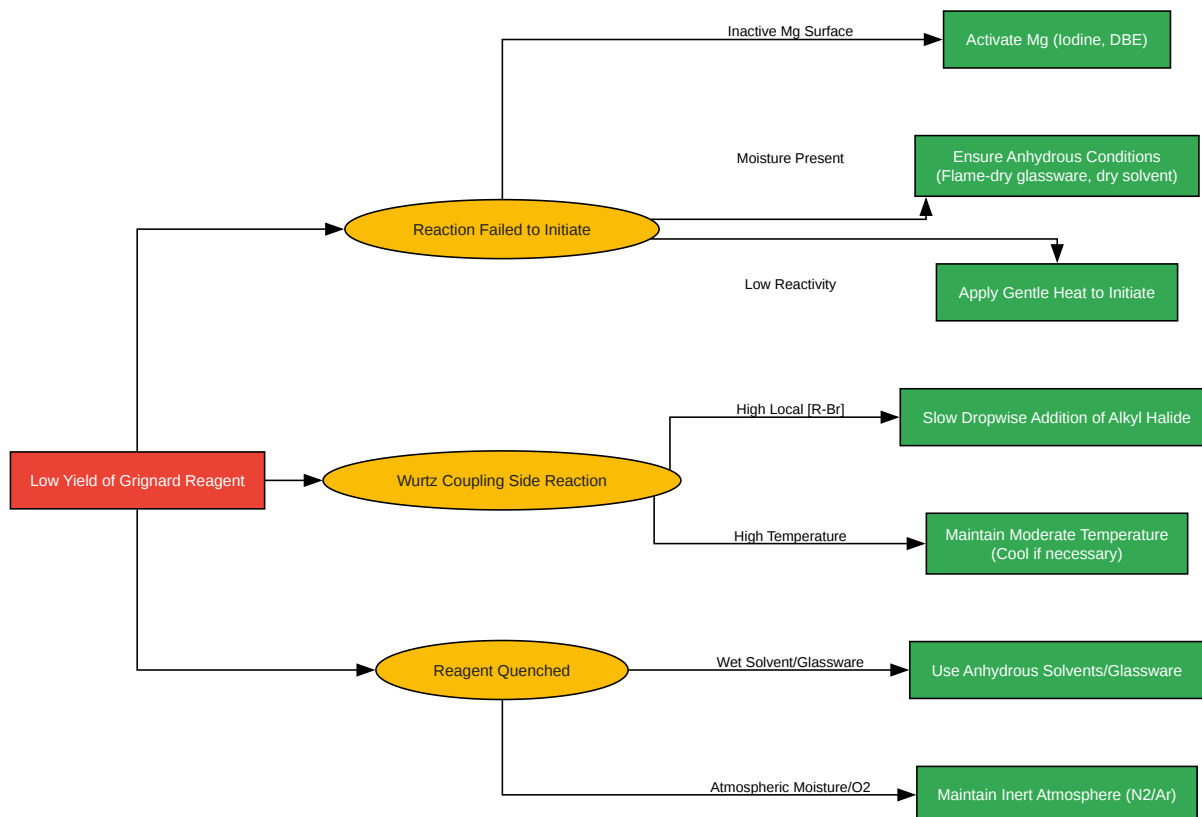 Inactive Mg Surface
Activate Mg (Iodine, DBE)
Moisture Present
Ensure Anhydrous Conditions
(Flame-dry glassware, dry solvent)
Reaction Failed to Initiate
Low Reactivity
Apply Gentle Heat to Initiate
High Local [R-Br]
Slow Dropwise Addition of Alkyl Halide
Low Yield of Grignard Reagent
Wurtz Coupling Side Reaction
High Temperature
Maintain Moderate Temperature
(Cool if necessary)
Reagent Quenched
Wet Solvent/Glassware
Use Anhydrous Solvents/Glassware
Atmospheric Moisture/O2
Maintain Inert Atmosphere (N2/Ar)